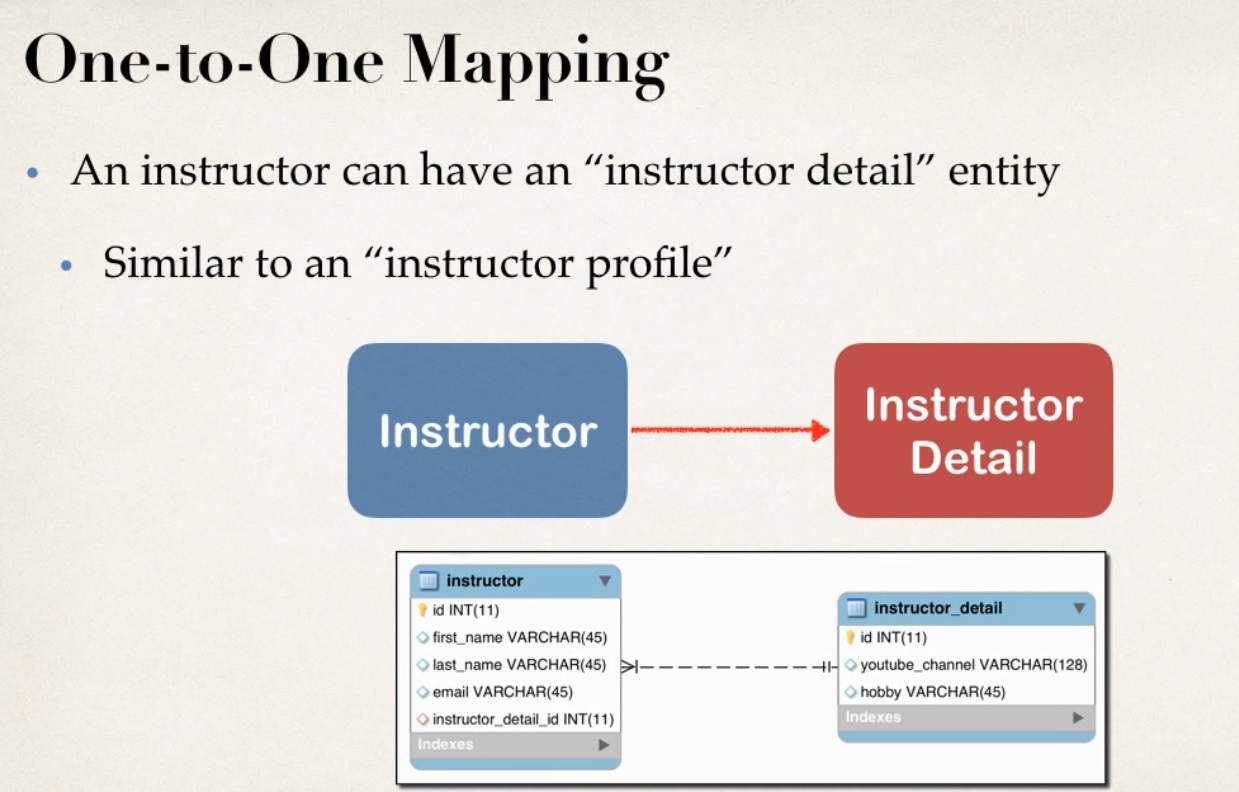 One-to-One Mapping
• An instructor can have an “instructor detail” entity
• Similar to an “instructor profile”
Instructor
Instructor
Detail
instructor
id INT(11)
first_name VARCHAR(45)
last_name VARCHAR(45)
email VARCHAR(45)
instructor_detail_id INT(11)
Indexes
instructor_detail
id INT(11)
youtube_channel VARCHAR(128)
hobby VARCHAR(45)
Indexes